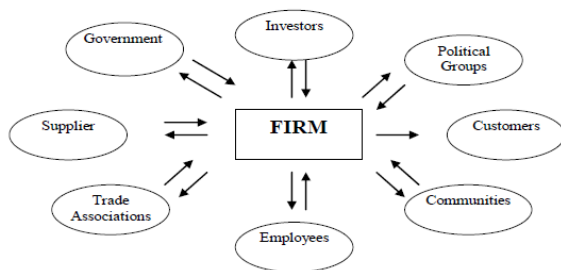 Investors
Government
Political
Groups
Supplier
FIRM
Customers
Trade
Associations
Communities
Employees